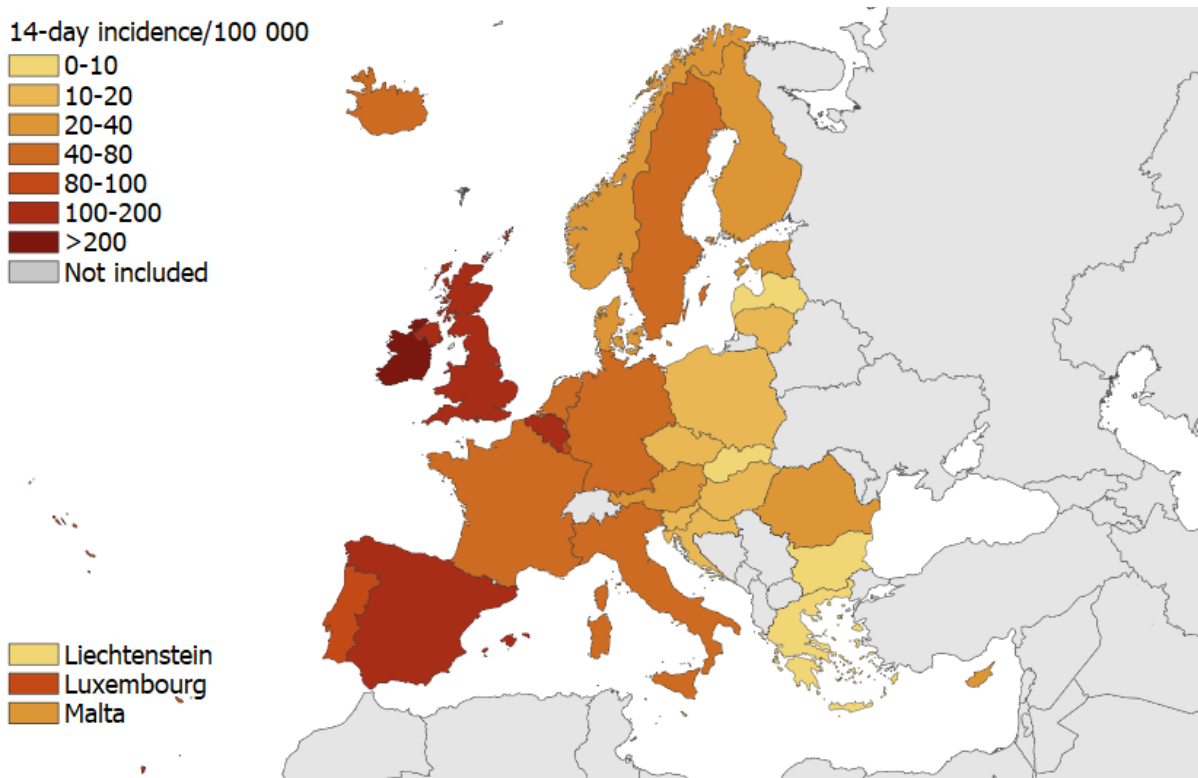 14-day incidence/100 000
0-10
10-20
20-40
40-80
80-100
100-200
>200
Not included
Liechtenstein
Luxembourg
Malta